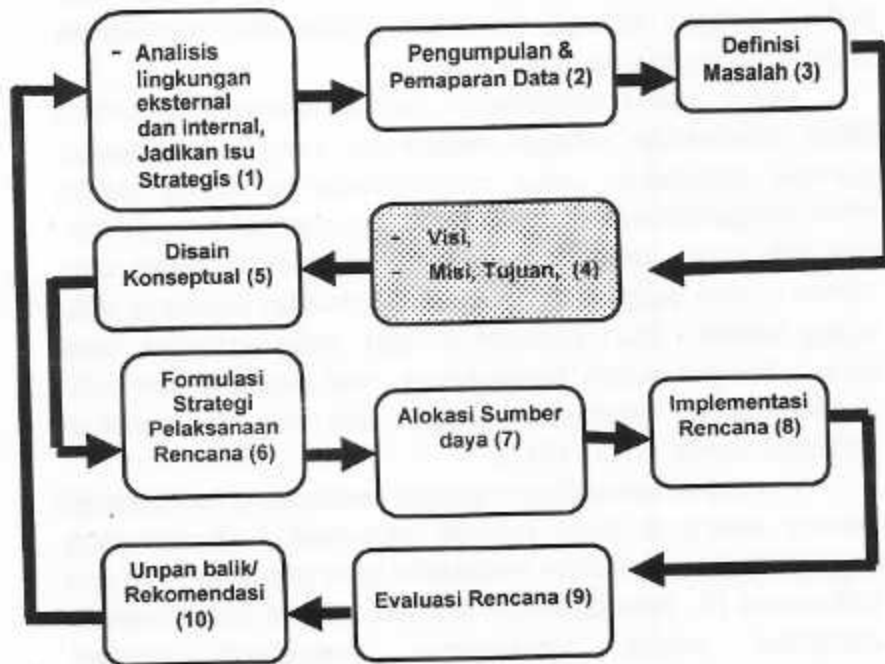 - Analisis
lingkungan
eksternal
dan internal,
Jadikan Isu
Strategis (1)
Pengumpulan &
Pemaparan Data (2)
Definisi
Masalah (3)
- Visi,
- Misi, Tujuan, (4)
Disain
Konseptual (5)
Formulasi
Strategi
Pelaksanaan
Rencana (6)
Alokasi Sumber
daya (7)
Implementasi
Rencana (8)
Evaluasi Rencana (9)
Unpan balik/
Rekomendasi
(10)